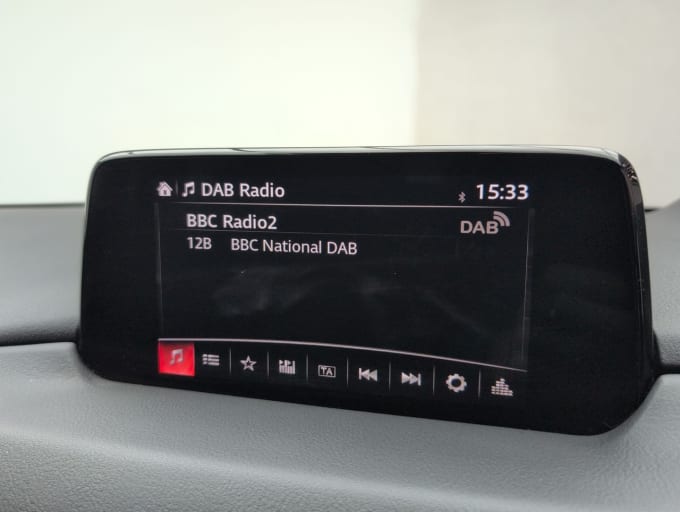 DAB Radio 15:33
BBC Radio2 DAB
12B BBC National DAB
TA